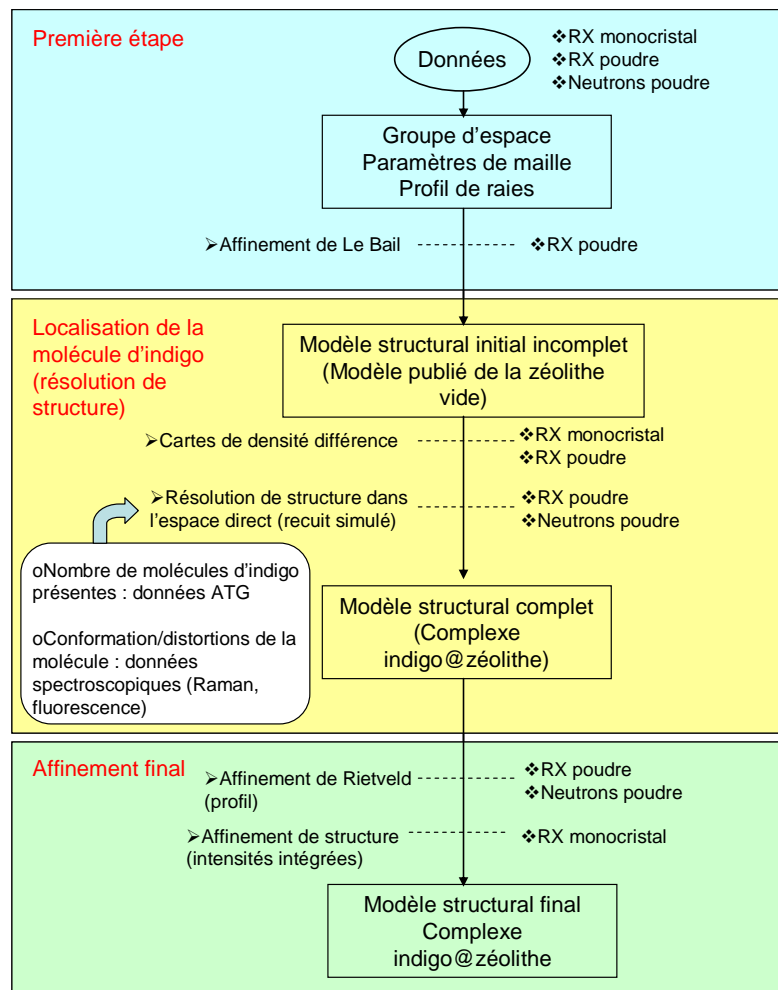 Première étape
Données
❖RX monocristal
❖RX poudre
❖Neutrons poudre
Groupe d'espace
Paramètres de maille
Profil de raies
➢Affinement de Le Bail
❖RX poudre
Localisation de la
molécule d'indigo
(résolution de
structure)
Modèle structural initial incomplet
(Modèle publié de la zéolithe
vide)
➢Cartes de densité différence
❖RX monocristal
❖RX poudre
➢Résolution de structure dans
l'espace direct (recuit simulé)
❖RX poudre
❖Neutrons poudre
oNombre de molécules d'indigo
présentes : données ATG
oConformation/distortions de la
molécule : données
spectroscopiques (Raman,
fluorescence)
Modèle structural complet
(Complexe
indigo@zéolithe)
Affinement final
➢Affinement de Rietveld
(profil)
❖RX poudre
❖Neutrons poudre
➢Affinement de structure
(intensités intégrées)
❖RX monocristal
Modèle structural final
Complexe
indigo@zéolithe